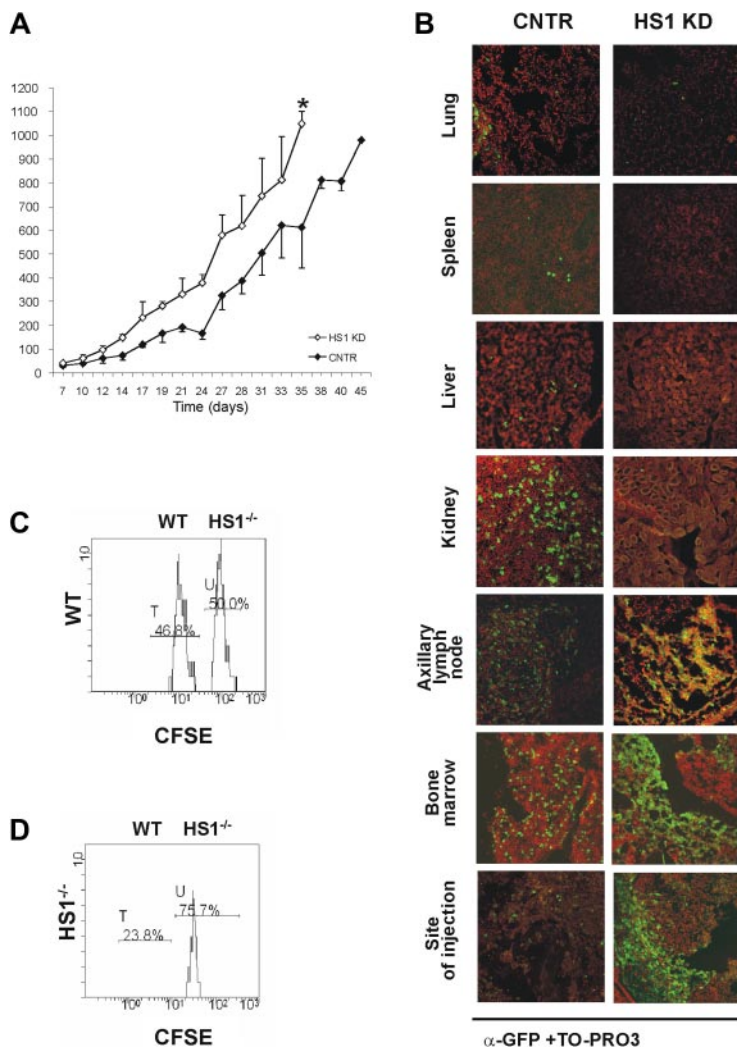 A
1200
1100
1000
900
800
700
600
500
400
300
200
100
0
7 10 12 14 17 19 21 24 27 28 31 33 35 38 40 45
Time (days)
HS1 KD
CNTR
*
B
CNTR HS1 KD
Lung
Spleen
Liver
Kidney
Axillary
lymph
node
Bone
marrow
Site
of injection
α-GFP +TO-PRO3
C
WT HS1-/-
WT
10
T
46.8%
U
50.0%
10⁰ 10¹ 10² 10³
CFSE
D
WT HS1-/-
HS1-/-
10
T
23.8%
U
75.7%
10⁰ 10¹ 10² 10³
CFSE